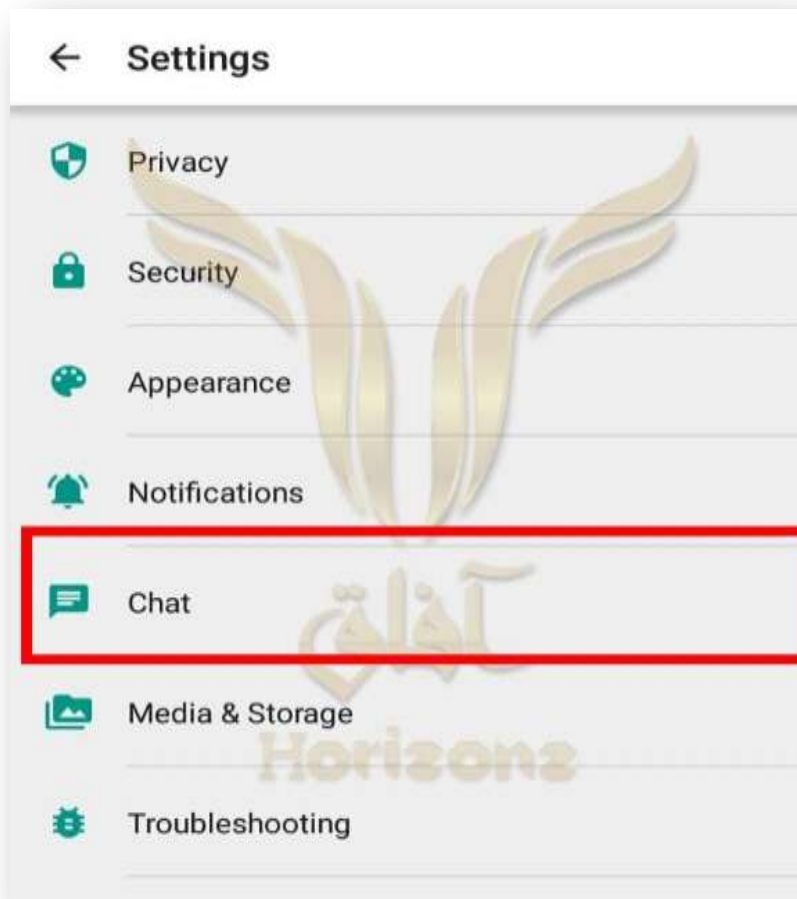 Settings
Privacy
Security
Appearance
Notifications
Chat
آفاق
Media & Storage
Horizons
Troubleshooting